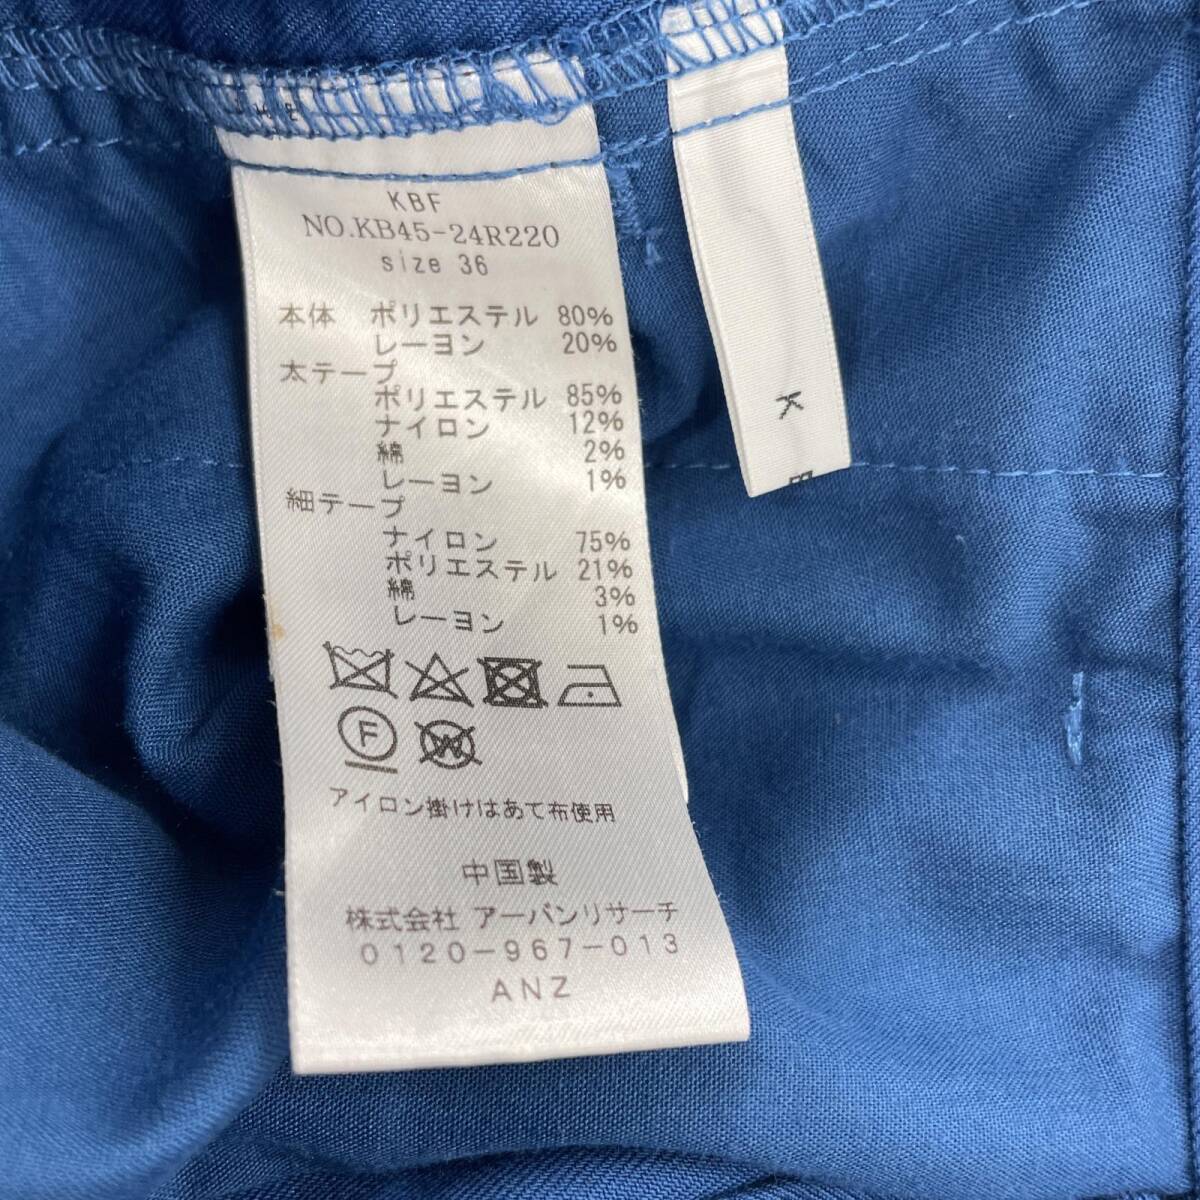 KBF
NO.KB45-24R220
size 36
本体 ポリエステル 80%
レーヨン 20%
太テープ
ポリエステル 85%
ナイロン 12%
綿 2%
レーヨン 1%
細テープ
ナイロン 75%
ポリエステル 21%
綿 3%
レーヨン 1%
F
W
アイロン掛けはあて布使用
中国製
株式会社 アーバンリサーチ
0120-967-013
ANZ
K